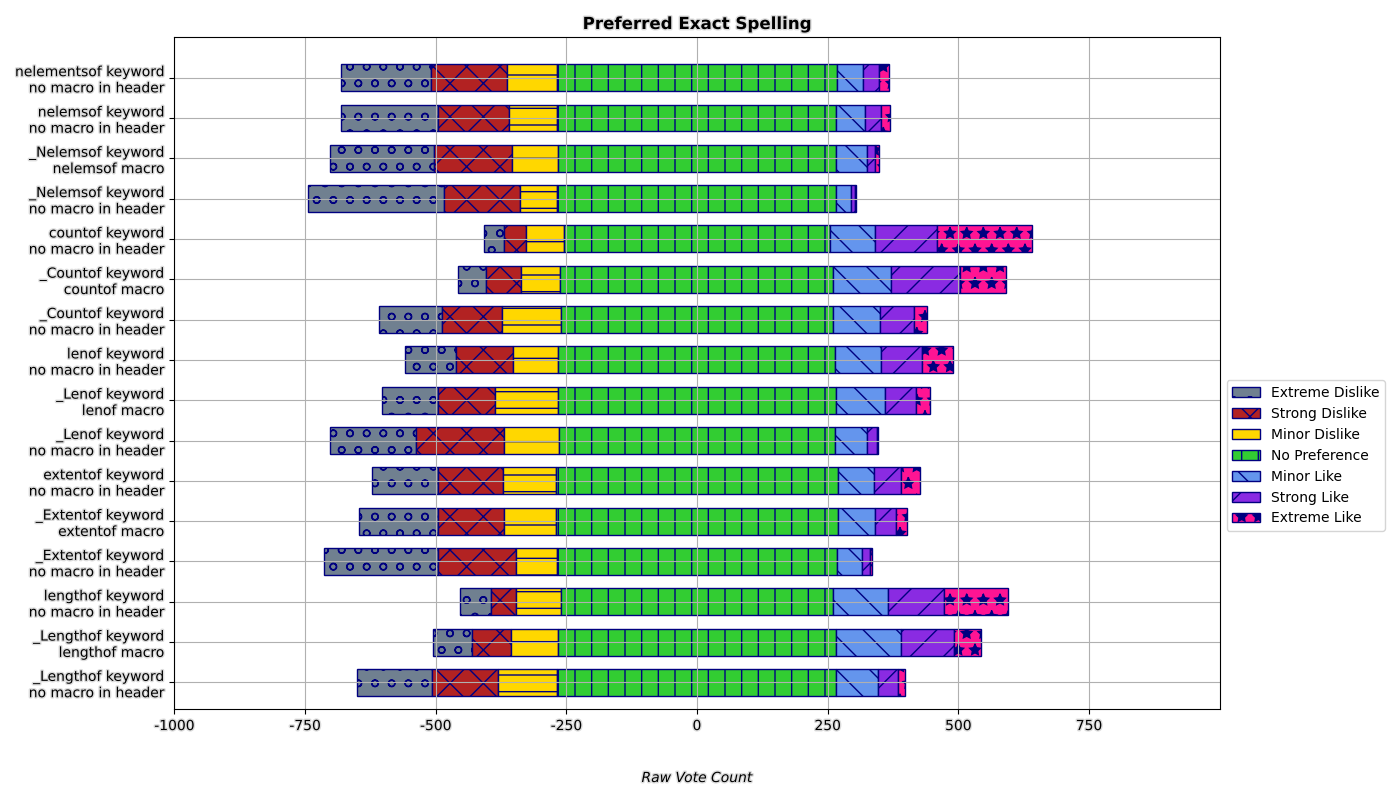 Preferred Exact Spelling
nelementsof keyword
no macro in header
nelemsof keyword
no macro in header
_Nelemsof keyword
nelemsof macro
_Nelemsof keyword
no macro in header
countof keyword
no macro in header
_Countof keyword
countof macro
_Countof keyword
no macro in header
lenof keyword
no macro in header
_Lenof keyword
lenof macro
_Lenof keyword
no macro in header
extentof keyword
no macro in header
_Extentof keyword
extentof macro
_Extentof keyword
no macro in header
lengthof keyword
no macro in header
_Lengthof keyword
lengthof macro
_Lengthof keyword
no macro in header
-1000 -750 -500 -250 0 250 500 750
Raw Vote Count
Extreme Dislike
Strong Dislike
Minor Dislike
No Preference
Minor Like
Strong Like
Extreme Like